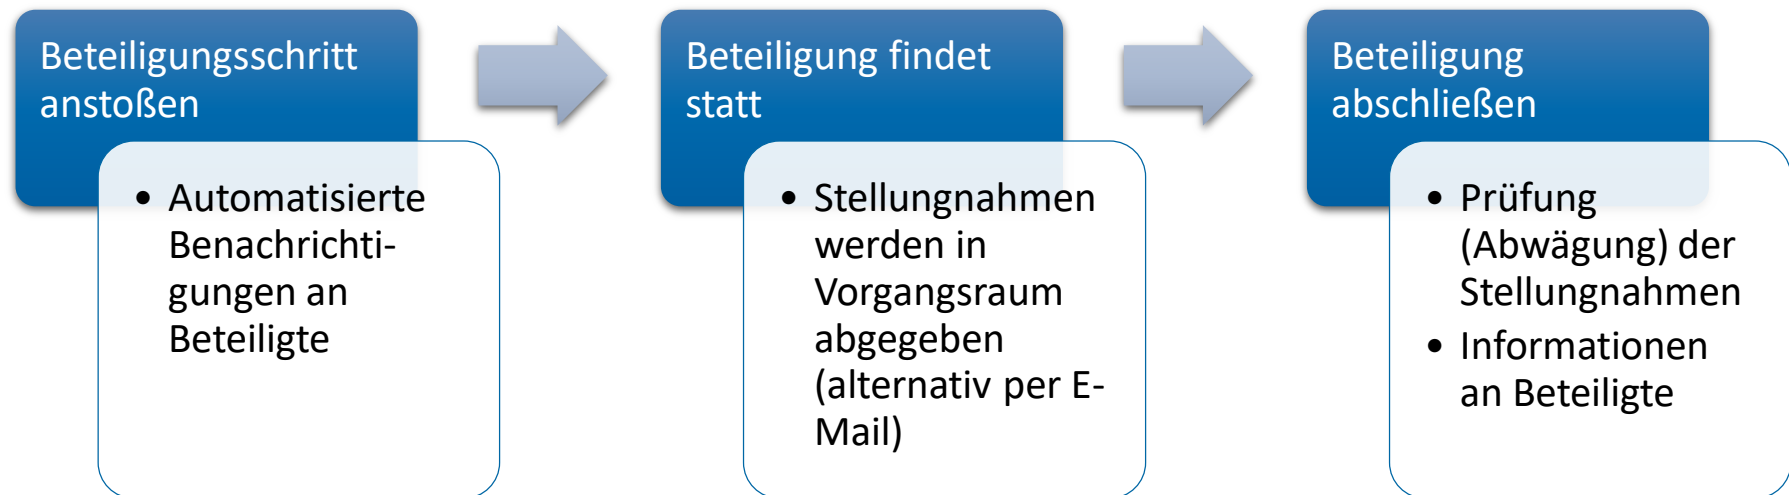 Beteiligungsschritt
anstoßen
• Automatisierte
Benachrichti-
gungen an
Beteiligte
Beteiligung findet
statt
• Stellungnahmen
werden in
Vorgangsraum
abgegeben
(alternativ per E-
Mail)
Beteiligung
abschließen
• Prüfung
(Abwägung) der
Stellungnahmen
• Informationen
an Beteiligte